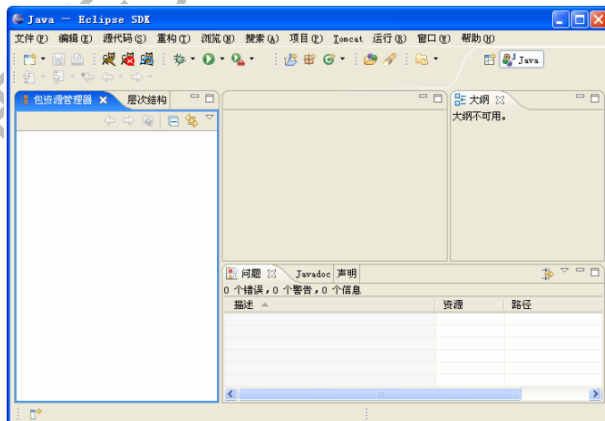 Java - Eclipse SDK
文件(F) 编辑(E) 源代码(S) 重构(T) 浏览(N) 搜索(A) 项目(P) Tomcat 运行(R) 窗口(W) 帮助(H)
Java
包资源管理器 层次结构
大纲
大纲不可用。
问题 Javadoc 声明
0 个错误，0 个警告，0 个信息
描述 资源 路径